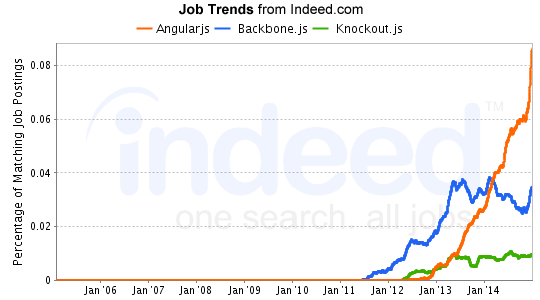 Job Trends from Indeed.com
Angularjs Backbone.js Knockout.js
Percentage of Matching Job Postings
0.08
0.06
0.04
0.02
0
indeed™
one search. all jobs
Jan'06 Jan'07 Jan'08 Jan'09 Jan'10 Jan'11 Jan'12 Jan'13 Jan'14